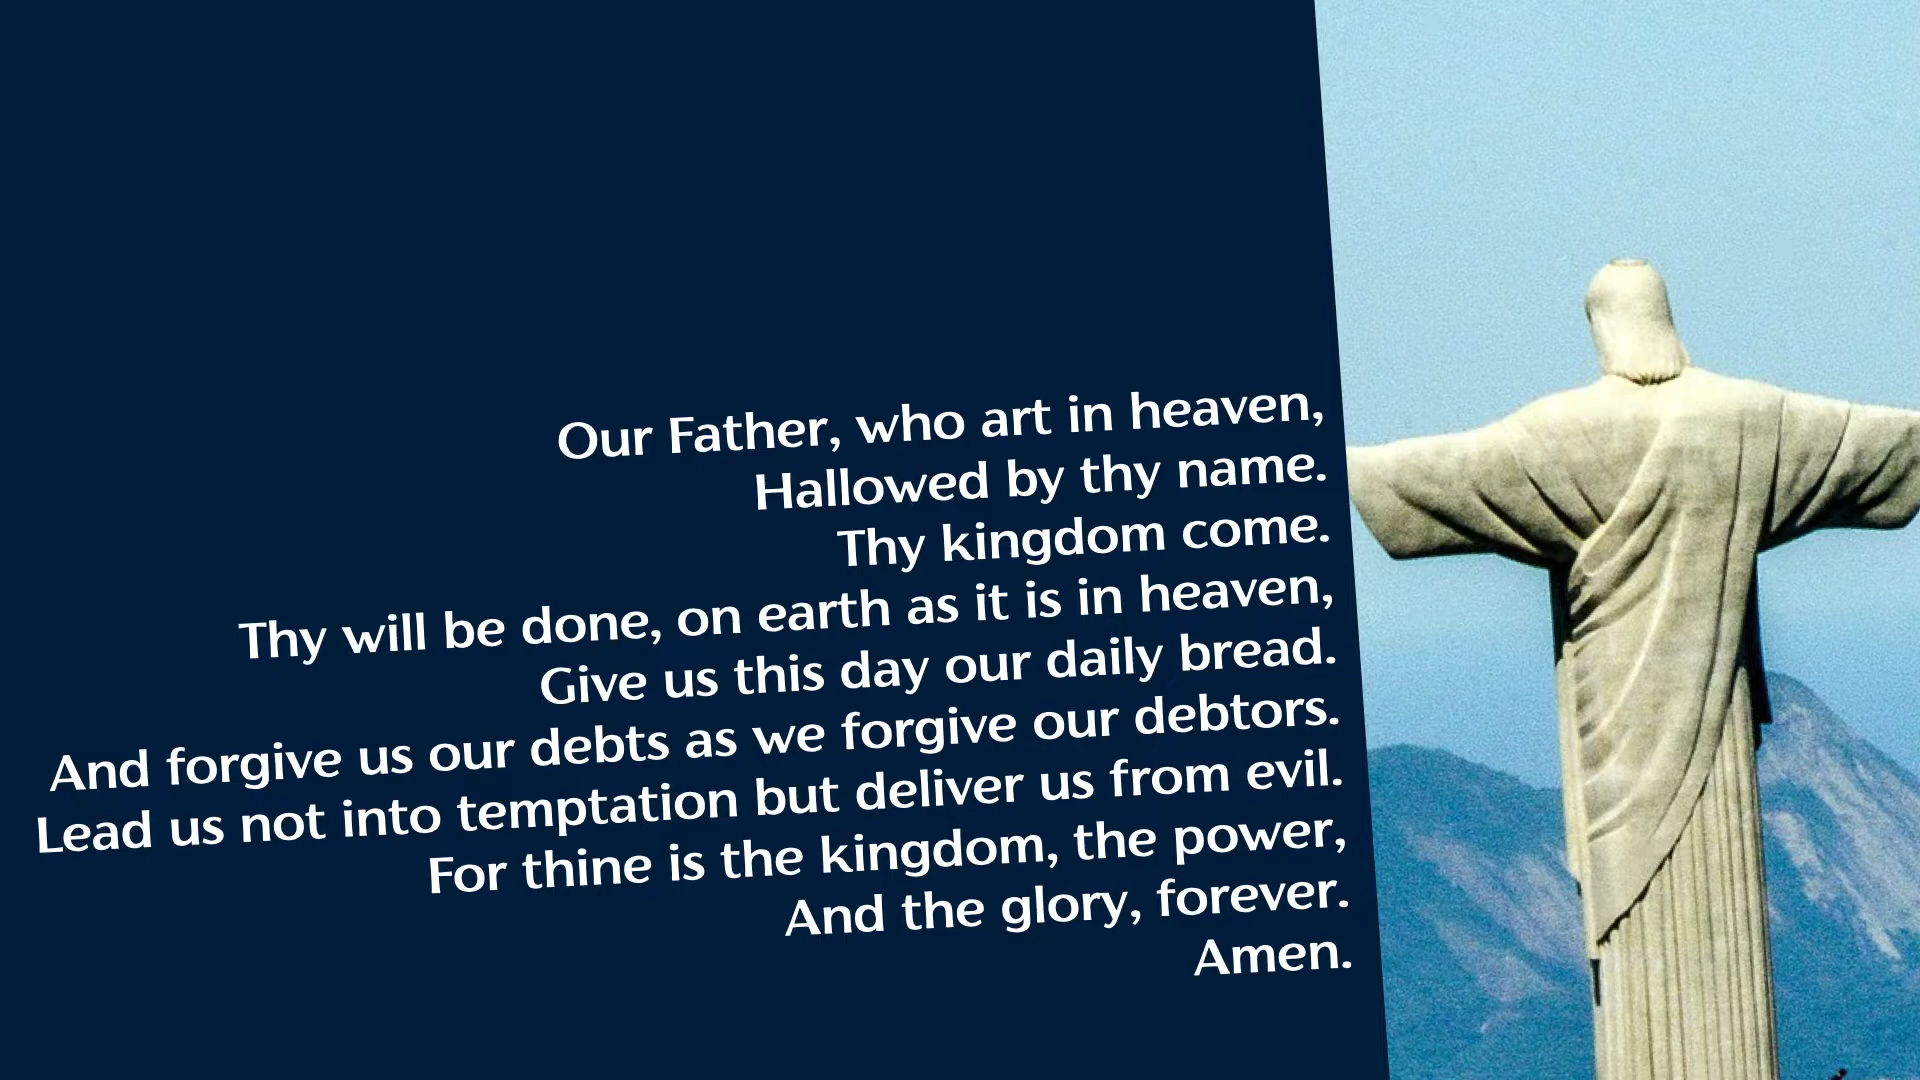 Our Father, who art in heaven,
Hallowed by thy name.
Thy kingdom come.
Thy will be done, on earth as it is in heaven,
Give us this day our daily bread.
And forgive us our debts as we forgive our debtors.
Lead us not into temptation but deliver us from evil.
For thine is the kingdom, the power,
And the glory, forever.
Amen.